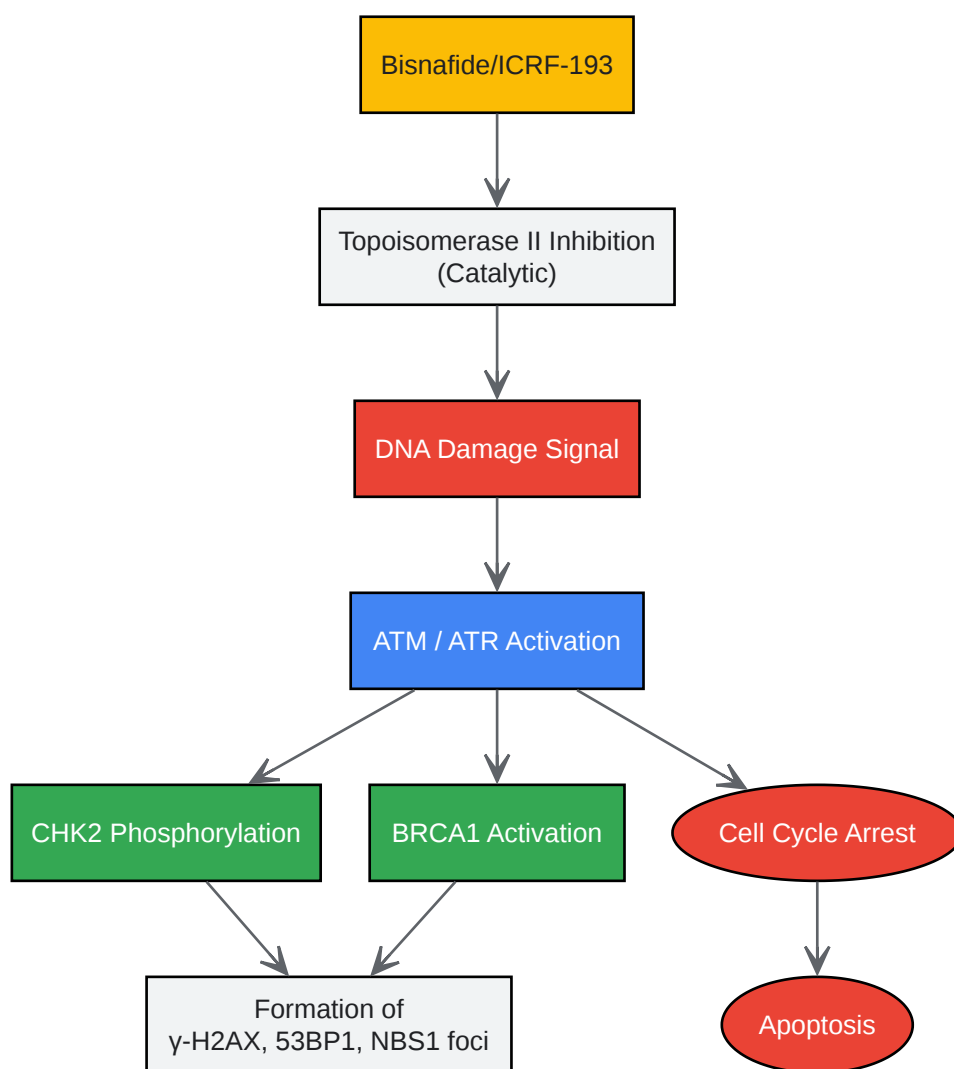 Bisnafide/ICRF-193
Topoisomerase II Inhibition
(Catalytic)
DNA Damage Signal
ATM / ATR Activation
CHK2 Phosphorylation
BRCA1 Activation
Cell Cycle Arrest
Formation of
γ-H2AX, 53BP1, NBS1 foci
Apoptosis